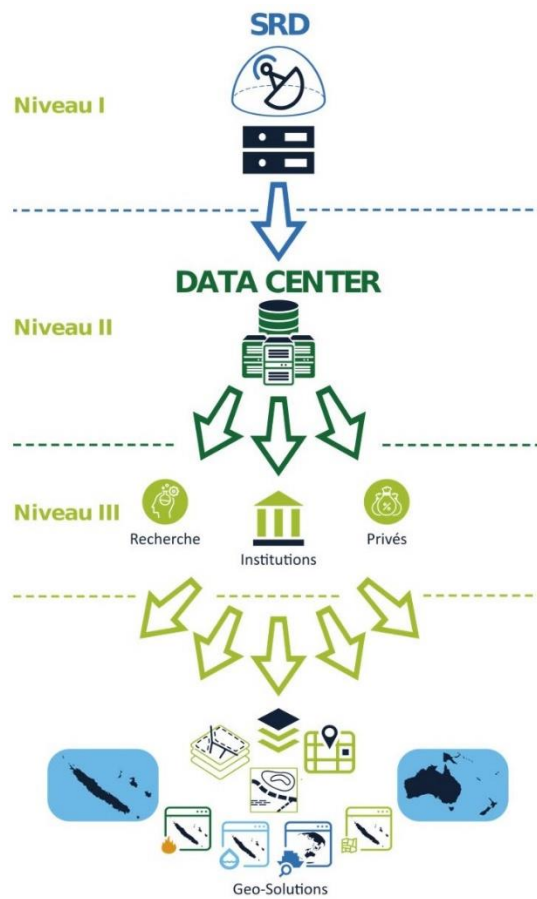 SRD
Niveau I
DATA CENTER
Niveau II
Niveau III
Recherche
Institutions
Privés
Geo-Solutions